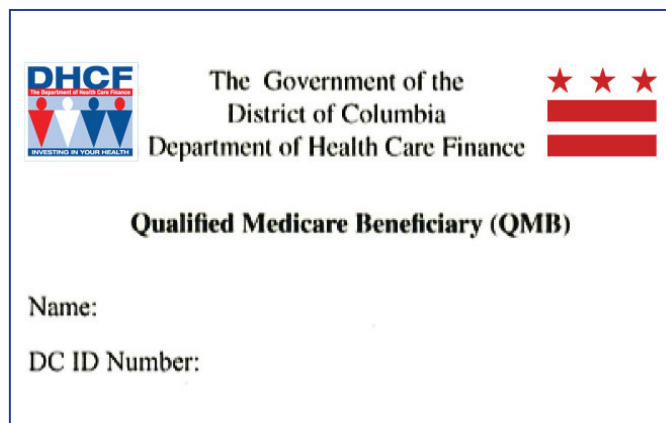 DHCF
The Department of Health Care Finance
INVESTING IN YOUR HEALTH
The Government of the
District of Columbia
Department of Health Care Finance
Qualified Medicare Beneficiary (QMB)
Name:
DC ID Number: